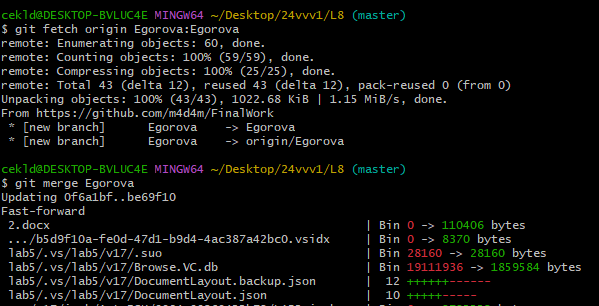 cekld@DESKTOP-BVLUC4E MINGW64 ~/Desktop/24vvv1/L8 (master)
$ git fetch origin Egorova:Egorova
remote: Enumerating objects: 60, done.
remote: Counting objects: 100% (59/59), done.
remote: Compressing objects: 100% (25/25), done.
remote: Total 43 (delta 12), reused 43 (delta 12), pack-reused 0 (from 0)
Unpacking objects: 100% (43/43), 1022.68 KiB | 1.15 MiB/s, done.
From https://github.com/m4d4m/FinalWork
 * [new branch]      Egorova    -> Egorova
 * [new branch]      Egorova    -> origin/Egorova
cekld@DESKTOP-BVLUC4E MINGW64 ~/Desktop/24vvv1/L8 (master)
$ git merge Egorova
Updating 0f6a1bf..be69f10
Fast-forward
 2.docx | Bin 0 -> 110406 bytes
 .../b5d9f10a-fe0d-47d1-b9d4-4ac387a42bc0.vsidx | Bin 0 -> 8370 bytes
 lab5/.vs/lab5/v17/.suo | Bin 28160 -> 28160 bytes
 lab5/.vs/lab5/v17/Browse.VC.db | Bin 19111936 -> 1859584 bytes
 lab5/.vs/lab5/v17/DocumentLayout.backup.json | 12 ++++++------
 lab5/.vs/lab5/v17/DocumentLayout.json | 10 +++++-----